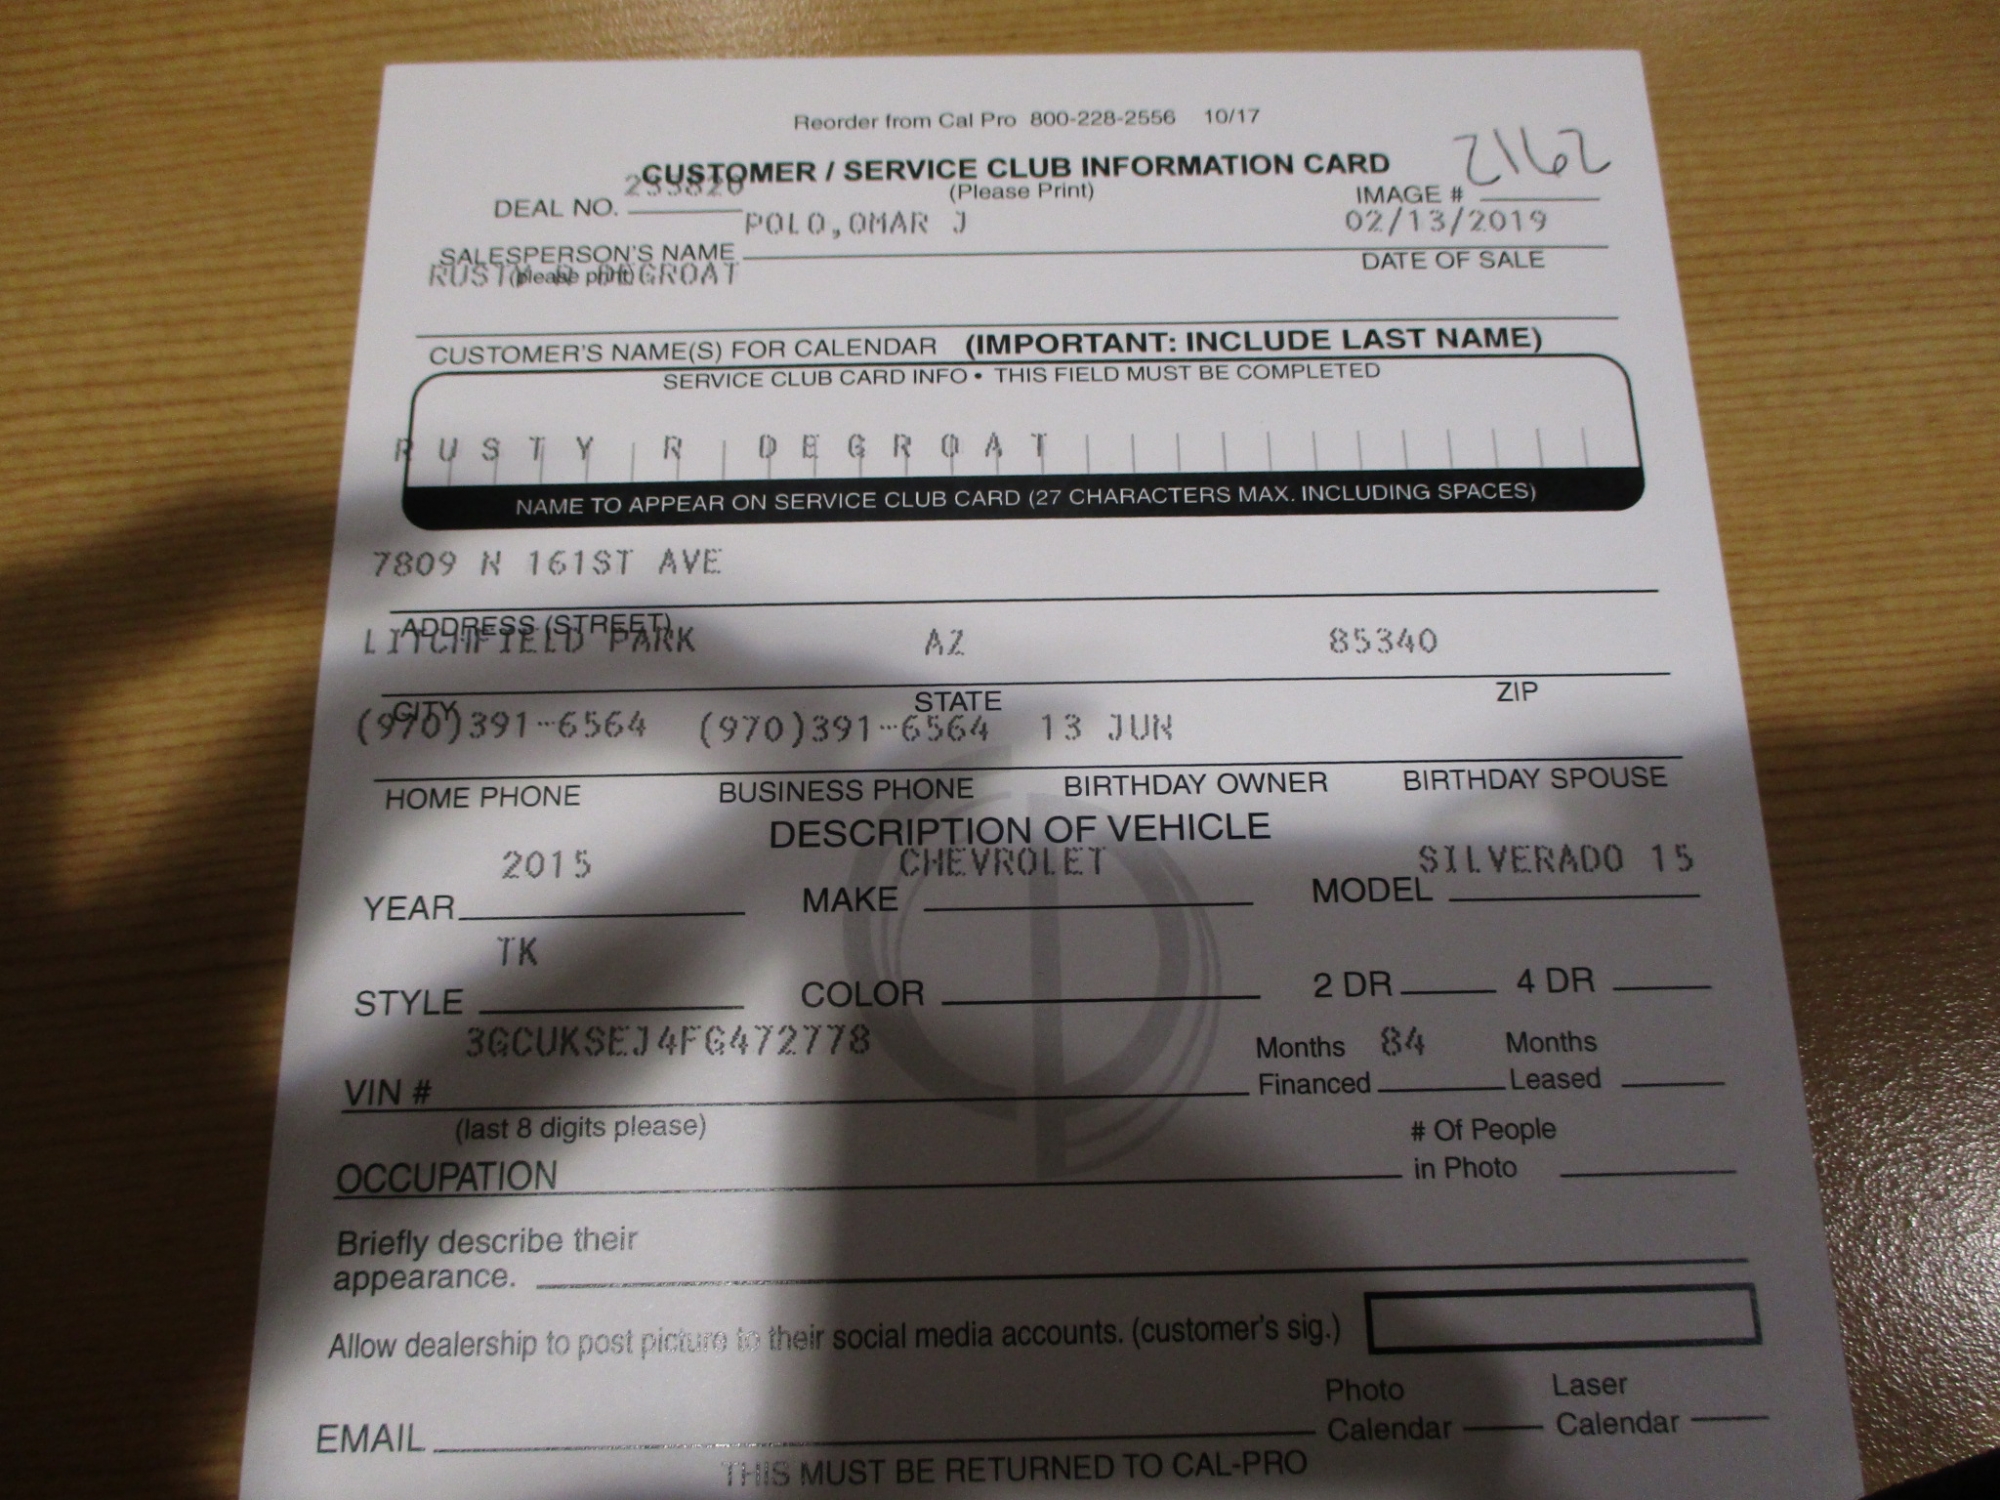 Reorder from Cal Pro 800-228-2556 10/17
CUSTOMER / SERVICE CLUB INFORMATION CARD
2162
(Please Print)
DEAL NO. 233820
IMAGE #
POLO,OMAR J
02/13/2019
SALESPERSON'S NAME
DATE OF SALE
(please print)
RUSTY R DEGROAT
CUSTOMER'S NAME(S) FOR CALENDAR (IMPORTANT: INCLUDE LAST NAME)
SERVICE CLUB CARD INFO • THIS FIELD MUST BE COMPLETED
RUSTY R DEGROAT
NAME TO APPEAR ON SERVICE CLUB CARD (27 CHARACTERS MAX. INCLUDING SPACES)
7809 N 161ST AVE
ADDRESS (STREET)
LITCHFIELD PARK AZ 85340
CITY STATE ZIP
(970)391-6564 (970)391-6564 13 JUN
HOME PHONE BUSINESS PHONE BIRTHDAY OWNER BIRTHDAY SPOUSE
DESCRIPTION OF VEHICLE
2015 CHEVROLET SILVERADO 15
YEAR MAKE MODEL
TK
STYLE COLOR 2 DR 4 DR
3GCUKSEJ4FG472778
Months 84 Months
VIN # Financed Leased
(last 8 digits please)
# Of People
OCCUPATION in Photo
Briefly describe their
appearance.
Allow dealership to post picture to their social media accounts. (customer's sig.)
Photo Laser
EMAIL Calendar Calendar
THIS MUST BE RETURNED TO CAL-PRO